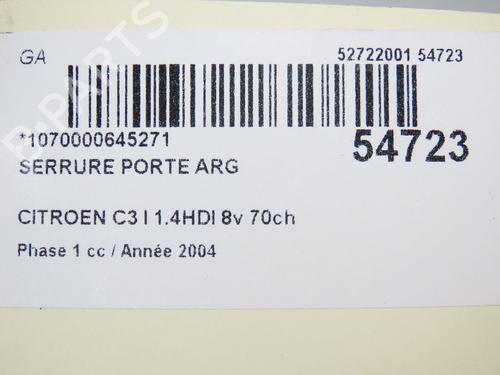 GA 52722001 54723
*1070000645271 54723
SERRURE PORTE ARG
CITROEN C3 I 1.4HDI 8v 70ch
Phase 1 cc / Année 2004
B-PARTS